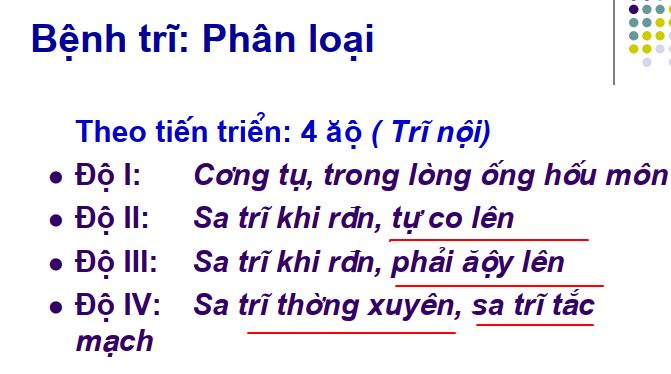 Bệnh trĩ: Phân loại
Theo tiến triển: 4 ăộ ( Trĩ nội)
● Độ I: Cơng tụ, trong lòng ống hốu môn
● Độ II: Sa trĩ khi rđn, tự co lên
● Độ III: Sa trĩ khi rđn, phải ăộy lên
● Độ IV: Sa trĩ thờng xuyên, sa trĩ tắc
mạch